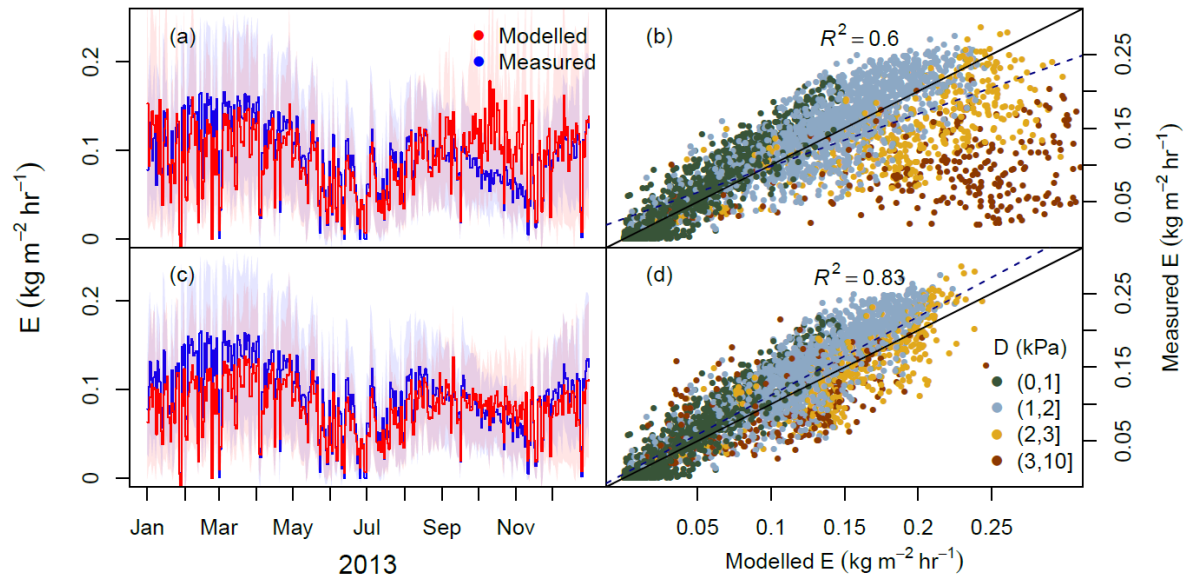 (a)
Modelled
Measured
0.2
0.1
0
E (kg m⁻² hr⁻¹)
(b)
R² = 0.6
0.25
0.15
0.05
Measured E (kg m⁻² hr⁻¹)
(c)
0.2
0.1
0
Jan Mar May Jul Sep Nov
2013
(d)
R² = 0.83
D (kPa)
(0,1]
(1,2]
(2,3]
(3,10]
0.25
0.15
0.05
0.05 0.1 0.15 0.2 0.25
Modelled E (kg m⁻² hr⁻¹)